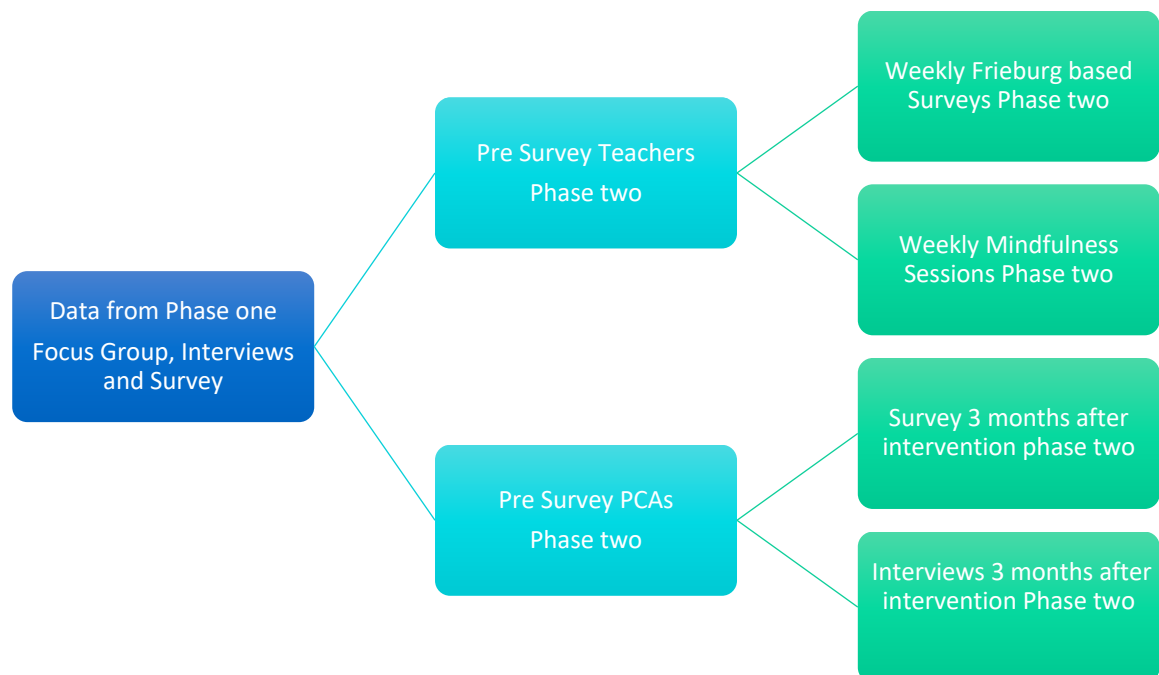 Data from Phase one
Focus Group, Interviews
and Survey
Pre Survey Teachers
Phase two
Pre Survey PCAs
Phase two
Weekly Frieburg based
Surveys Phase two
Weekly Mindfulness
Sessions Phase two
Survey 3 months after
intervention phase two
Interviews 3 months after
intervention Phase two